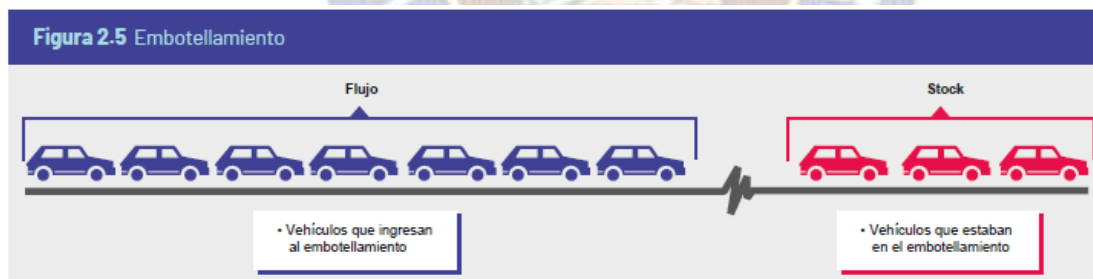 Figura 2.5 Embotellamiento
Flujo
Stock
• Vehículos que ingresan
al embotellamiento
• Vehículos que estaban
en el embotellamiento